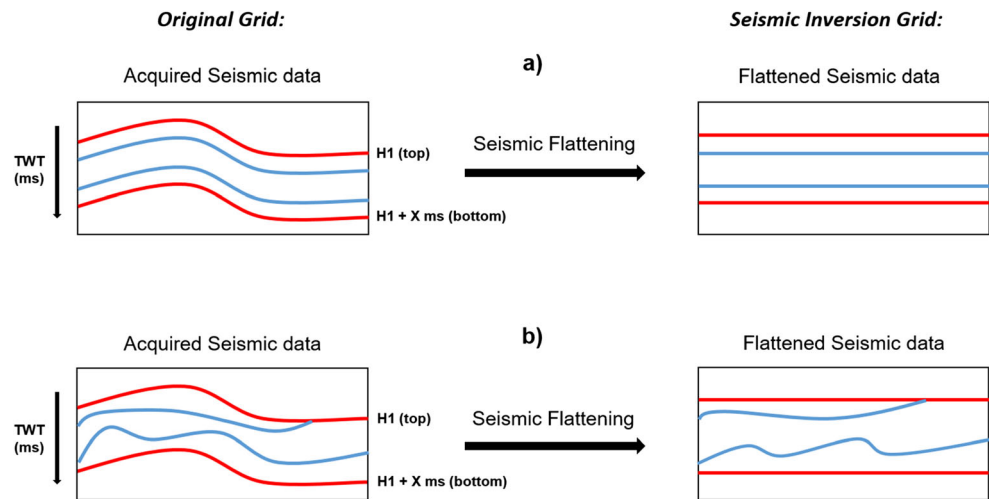 Original Grid:
Seismic Inversion Grid:
a)
Acquired Seismic data
Flattened Seismic data
TWT
(ms)
H1 (top)
Seismic Flattening
H1 + X ms (bottom)
b)
Acquired Seismic data
Flattened Seismic data
TWT
(ms)
H1 (top)
Seismic Flattening
H1 + X ms (bottom)